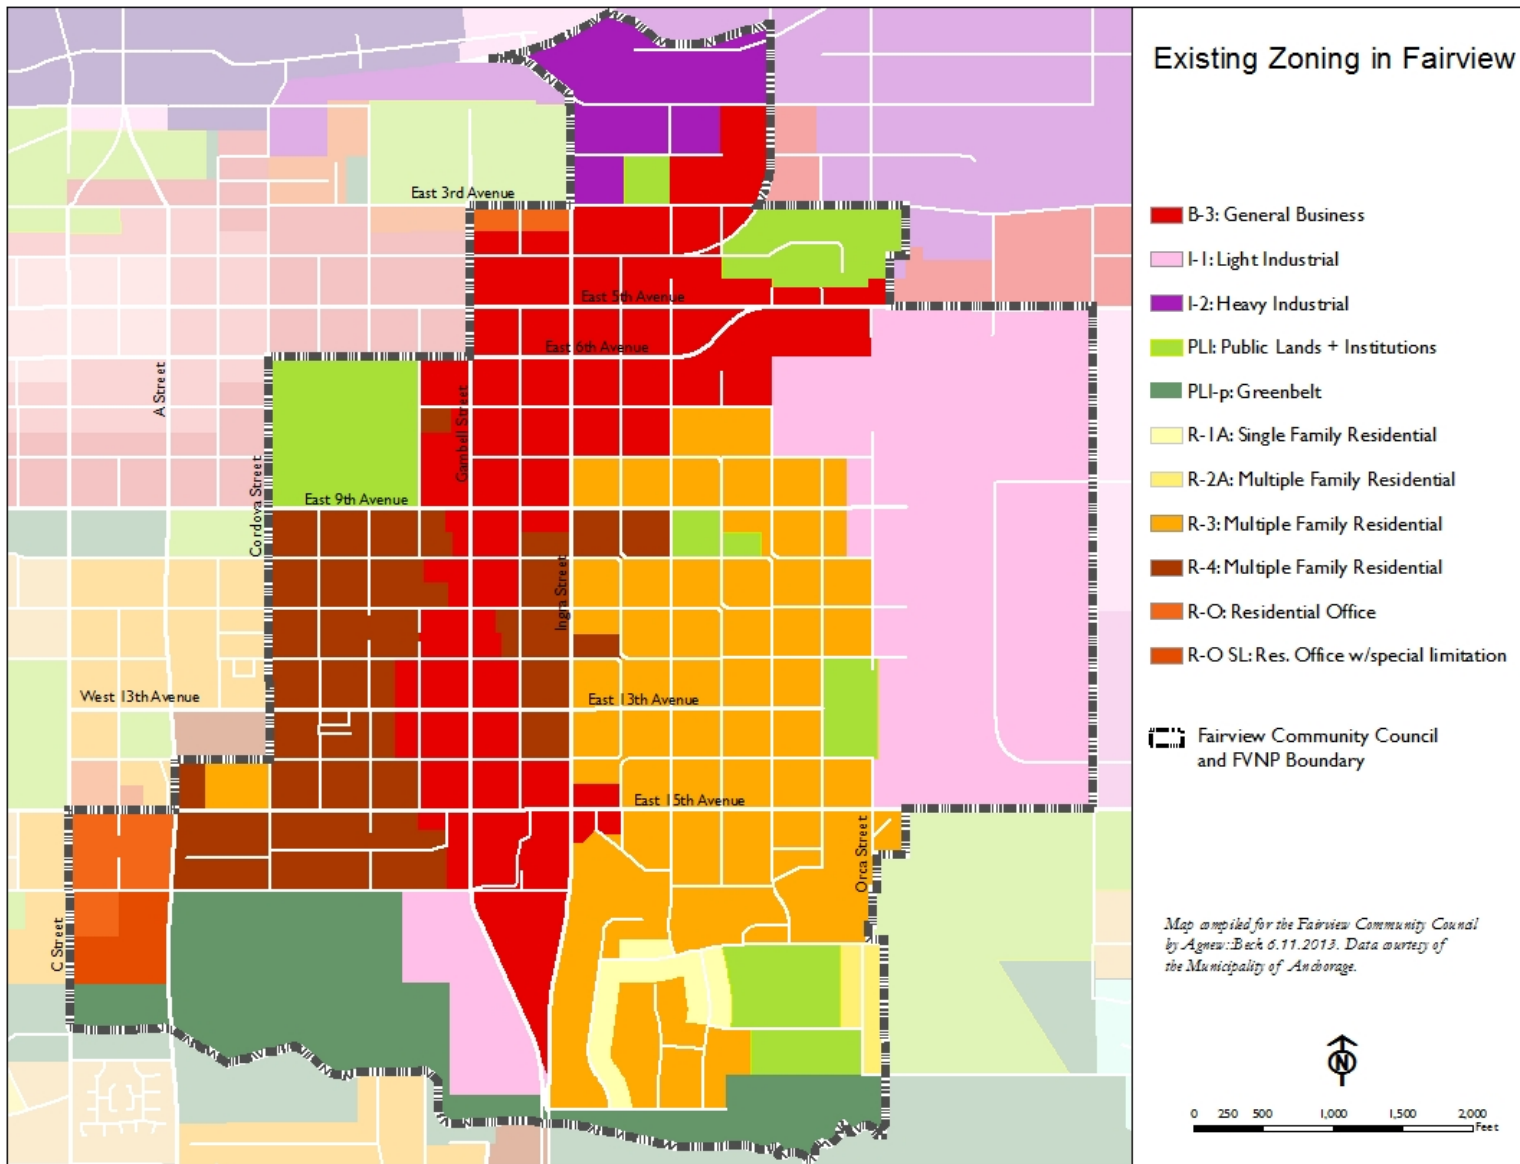 Existing Zoning in Fairview
East 3rd Avenue
B-3: General Business
I-1: Light Industrial
East 5th Avenue
I-2: Heavy Industrial
East 6th Avenue
PLI: Public Lands + Institutions
A Street
PLI-p: Greenbelt
Gambell Street
R-1A: Single Family Residential
Cordova Street
R-2A: Multiple Family Residential
East 9th Avenue
R-3: Multiple Family Residential
R-4: Multiple Family Residential
Ingra Street
R-O: Residential Office
R-O SL: Res. Office w/special limitation
West 13th Avenue
East 13th Avenue
Fairview Community Council
and FVNP Boundary
East 15th Avenue
Orca Street
C Street
Map compiled for the Fairview Community Council
by Agnew::Beck 6.11.2013. Data courtesy of
the Municipality of Anchorage.
N
0 250 500 1,000 1,500 2,000
Feet